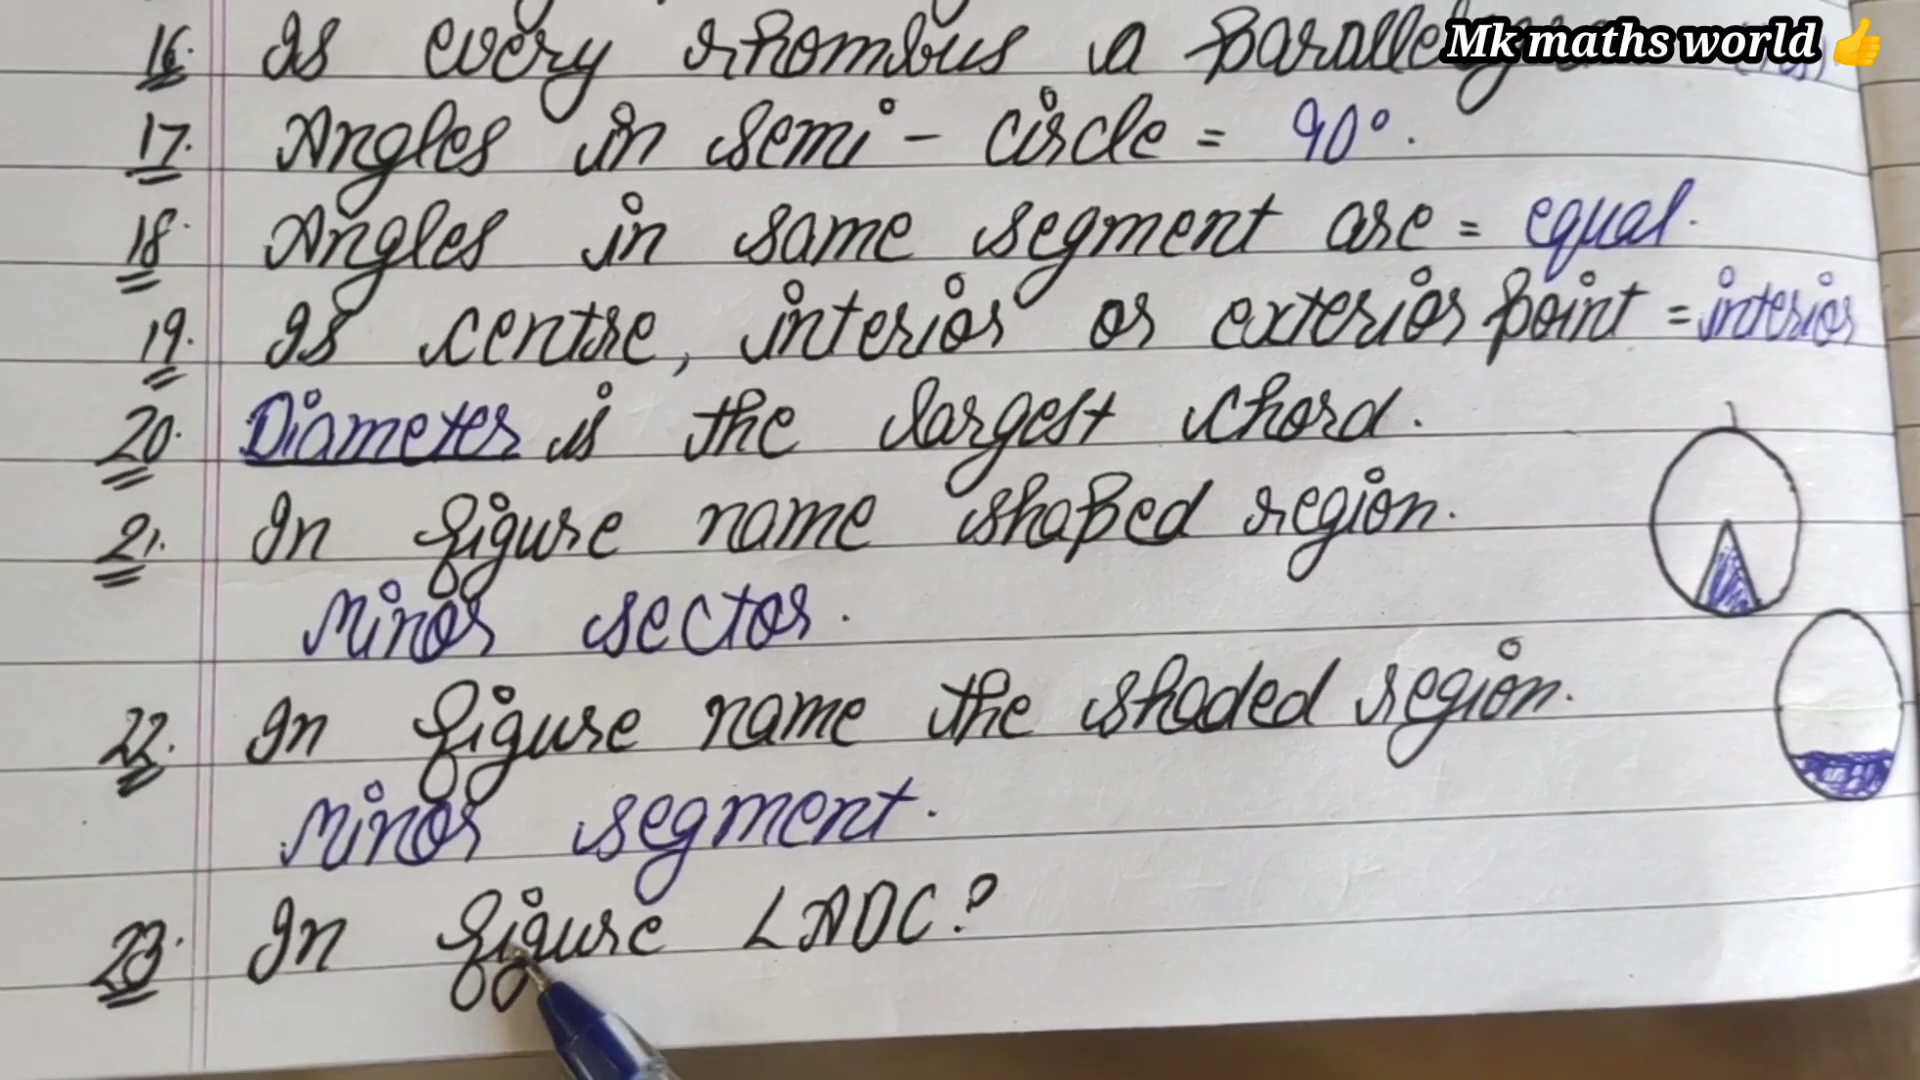 Mk maths world 👍
16. Is every rhombus a
17. Angles in semi - circle = 90°.
18. Angles in same segment are = equal.
19. Is centre, interior or exterior point = interior
20. Diameter is the largest chord.
21. In figure name shaped region.
Minor sector.
22. In figure name the shaded region.
Minor segment.
23. In figure ∠ADC?